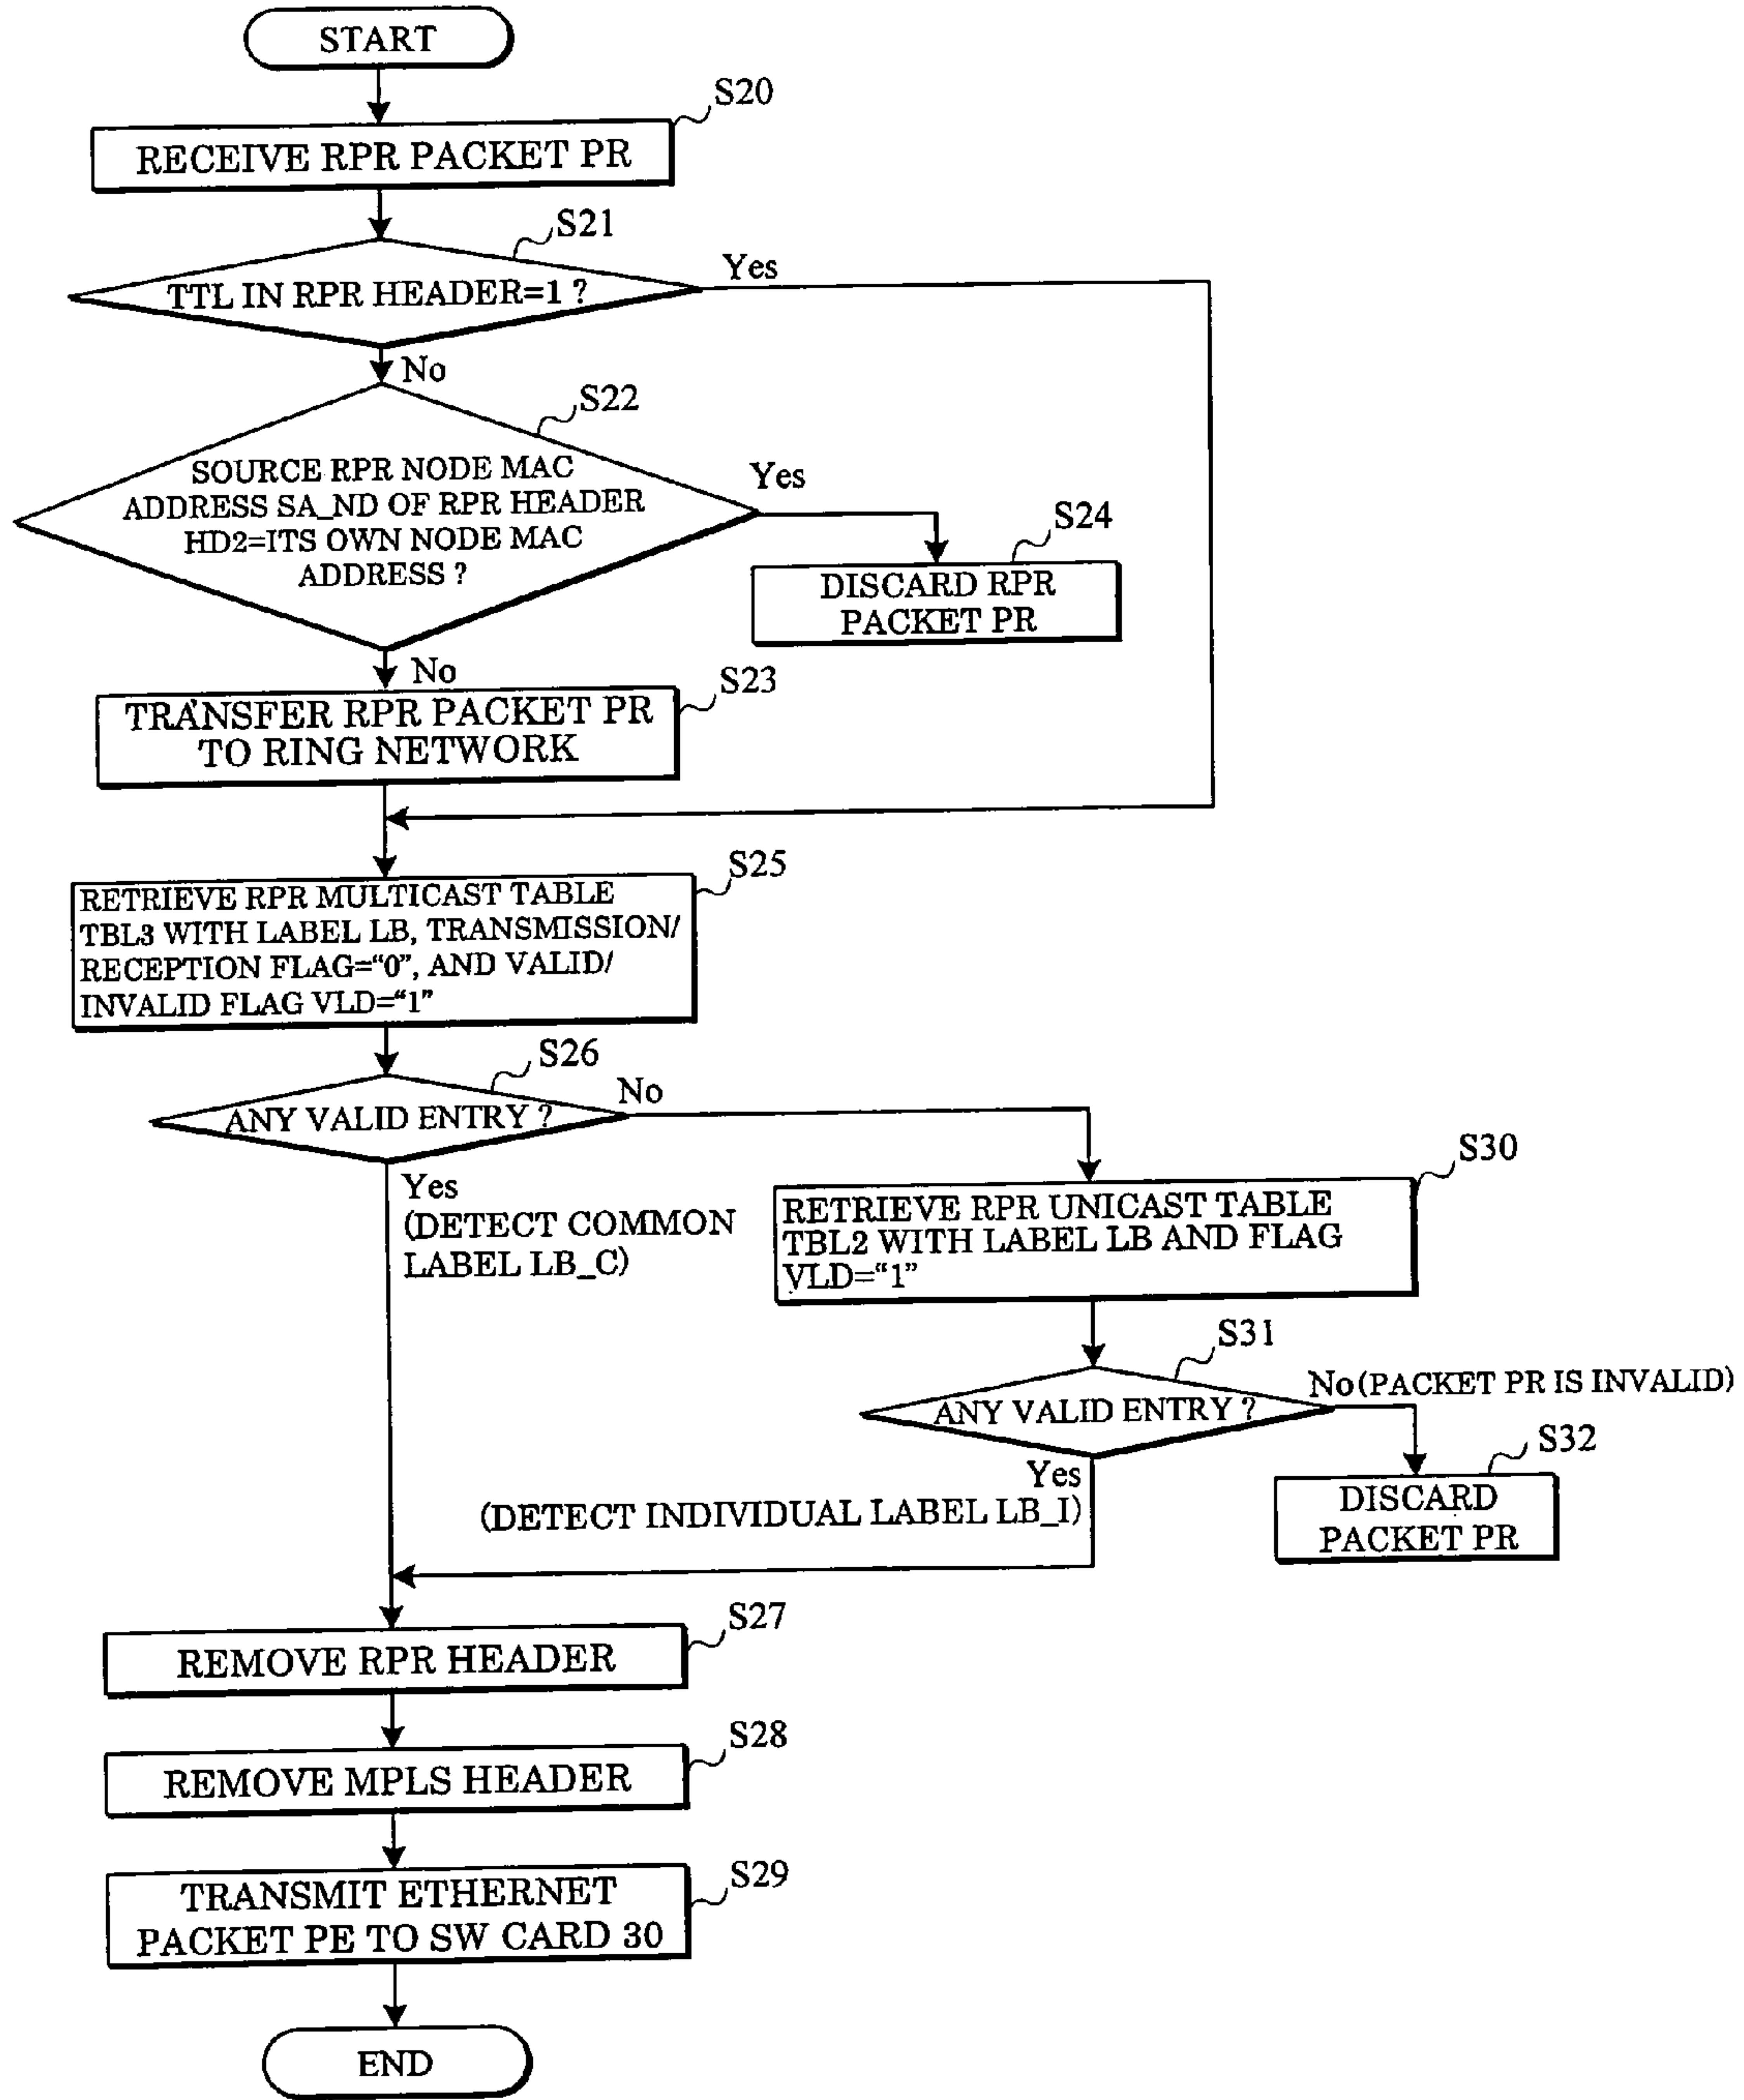 START
S20
RECEIVE RPR PACKET PR
S21
TTL IN RPR HEADER=1 ?
Yes
No
S22
SOURCE RPR NODE MAC
ADDRESS SA_ND OF RPR HEADER
HD2=ITS OWN NODE MAC
ADDRESS ?
Yes
S24
DISCARD RPR
PACKET PR
No
S23
TRANSFER RPR PACKET PR
TO RING NETWORK
S25
RETRIEVE RPR MULTICAST TABLE
TBL3 WITH LABEL LB, TRANSMISSION/
RECEPTION FLAG=“0”, AND VALID/
INVALID FLAG VLD=“1”
S26
ANY VALID ENTRY ?
No
Yes
(DETECT COMMON
LABEL LB_C)
S30
RETRIEVE RPR UNICAST TABLE
TBL2 WITH LABEL LB AND FLAG
VLD=“1”
S31
ANY VALID ENTRY ?
No(PACKET PR IS INVALID)
S32
DISCARD
PACKET PR
Yes
(DETECT INDIVIDUAL LABEL LB_I)
S27
REMOVE RPR HEADER
S28
REMOVE MPLS HEADER
S29
TRANSMIT ETHERNET
PACKET PE TO SW CARD 30
END